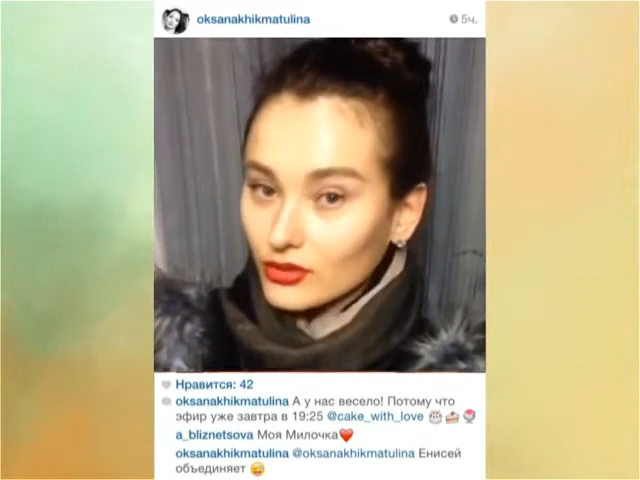 oksanakhikmatulina
5ч.
Нравится: 42
oksanakhikmatulina А у нас весело! Потому что
эфир уже завтра в 19:25 @cake_with_love 🎂🍰🍨
a_bliznetsova Моя Милочка❤️
oksanakhikmatulina @oksanakhikmatulina Енисей
объединяет 😄